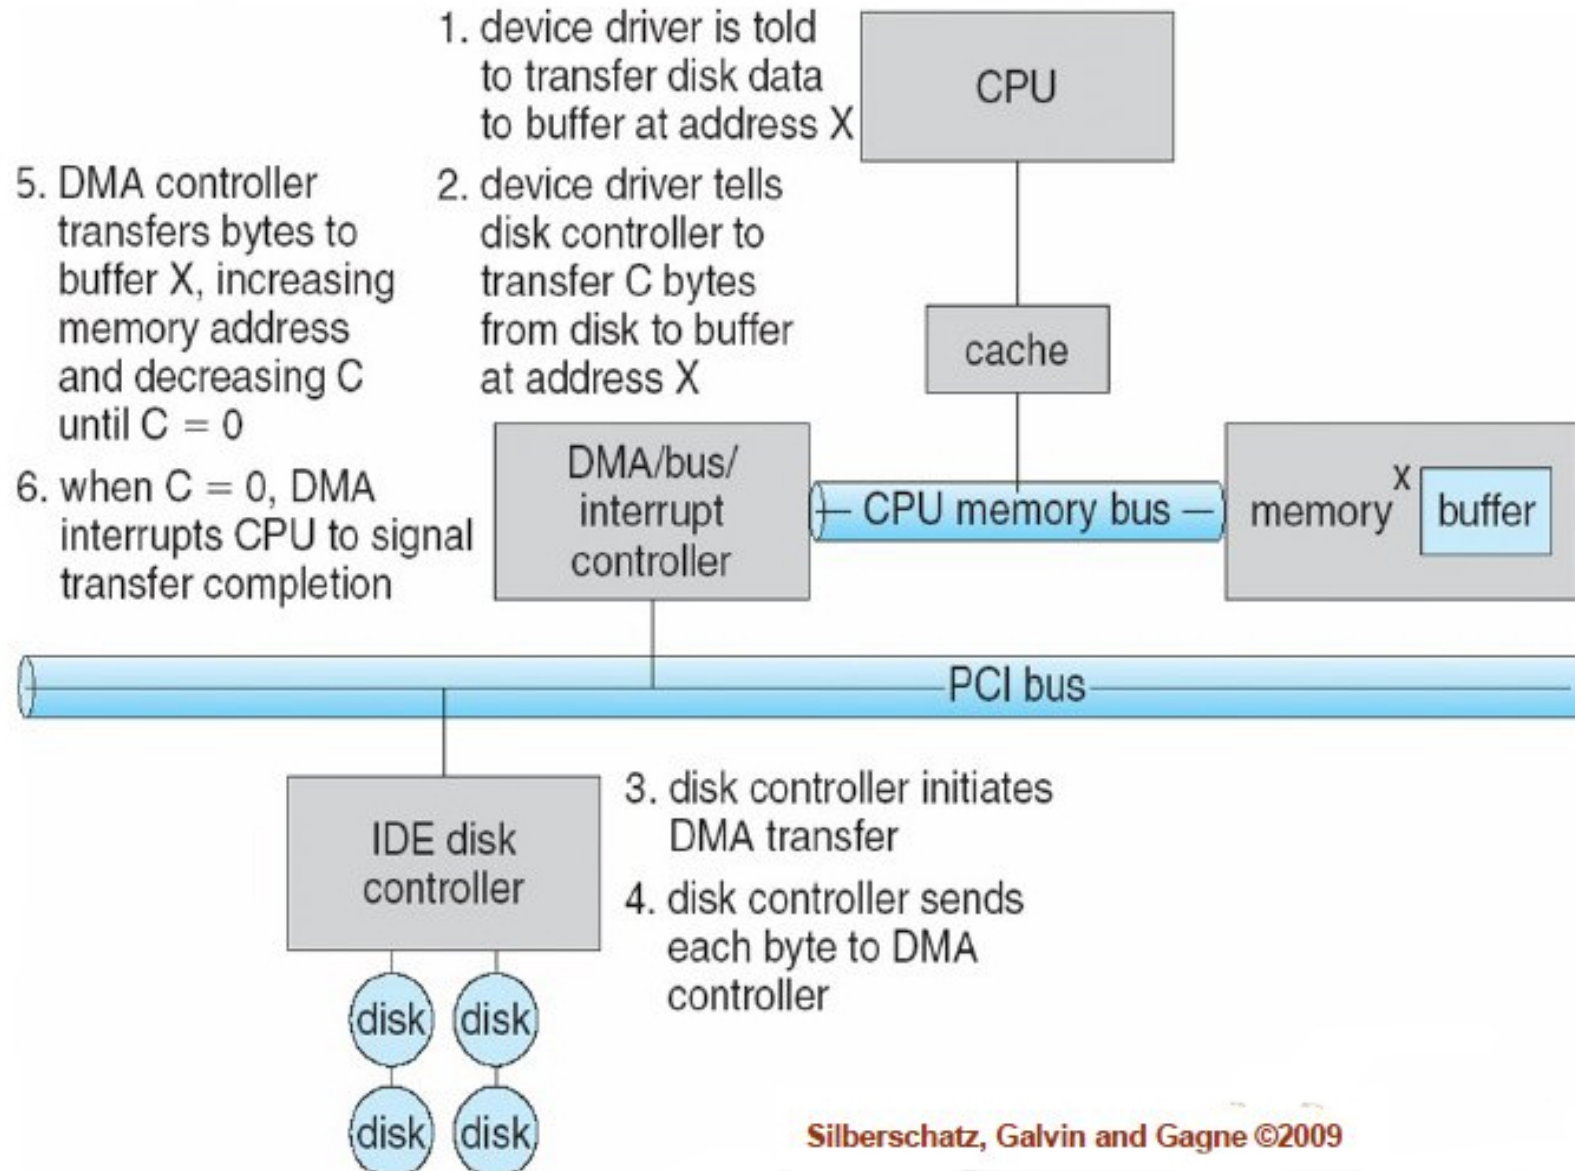 1. device driver is told
to transfer disk data
to buffer at address X
CPU
5. DMA controller
transfers bytes to
buffer X, increasing
memory address
and decreasing C
until C = 0
2. device driver tells
disk controller to
transfer C bytes
from disk to buffer
at address X
cache
6. when C = 0, DMA
interrupts CPU to signal
transfer completion
DMA/bus/
interrupt
controller
CPU memory bus
memory
X
buffer
PCI bus
IDE disk
controller
3. disk controller initiates
DMA transfer
4. disk controller sends
each byte to DMA
controller
disk
disk
disk
disk
Silberschatz, Galvin and Gagne ©2009